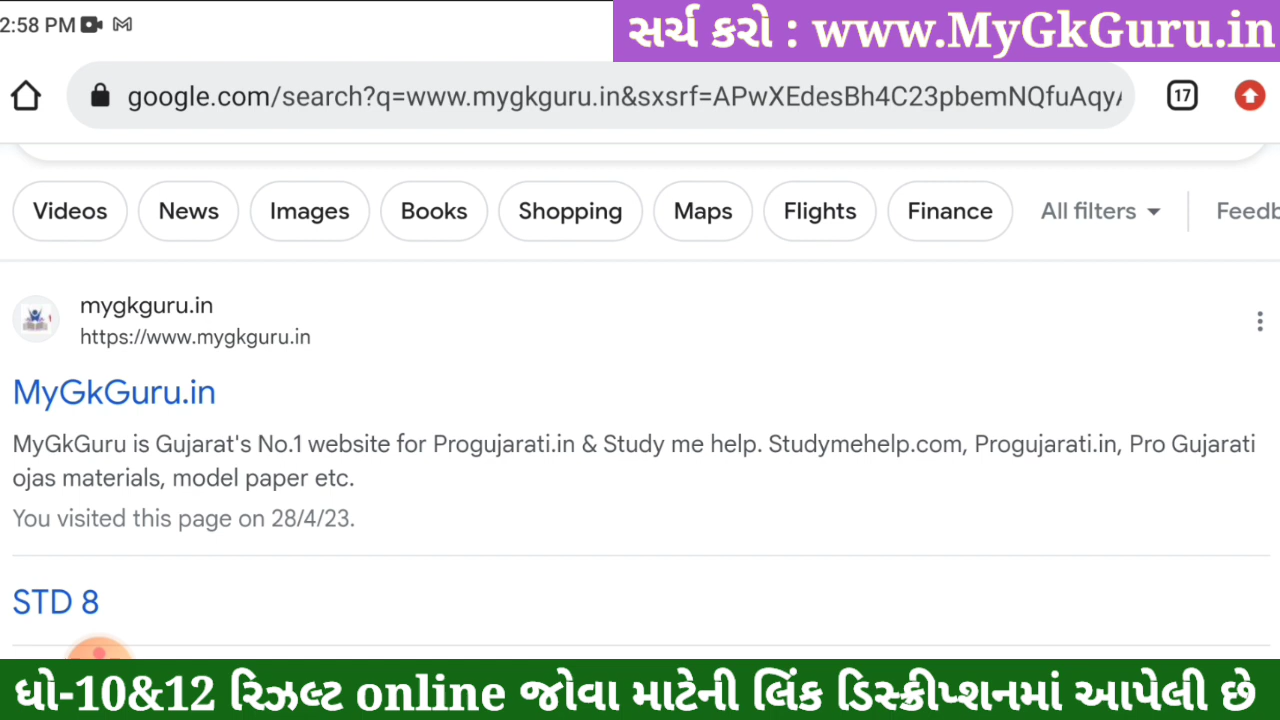 2:58 PM
સર્ચ કરો : www.MyGkGuru.in
google.com/search?q=www.mygkguru.in&sxsrf=APwXEdesBh4C23pbemNQfuAqy
17
Videos News Images Books Shopping Maps Flights Finance All filters Feedb
mygkguru.in
https://www.mygkguru.in
MyGkGuru.in
MyGkGuru is Gujarat's No.1 website for Progujarati.in & Study me help. Studymehelp.com, Progujarati.in, Pro Gujarati
ojas materials, model paper etc.
You visited this page on 28/4/23.
STD 8
ધો-10&12 રિઝલ્ટ online જોવા માટેની લિંક ડિસ્ક્રીપ્શનમાં આપેલી છે